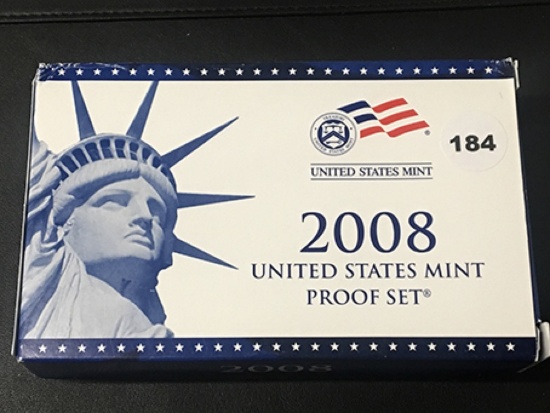 184
UNITED STATES MINT
2008
UNITED STATES MINT
PROOF SET®
2008